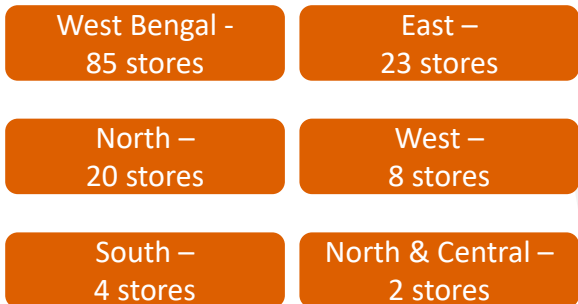 West Bengal -
85 stores
East –
23 stores
North –
20 stores
West –
8 stores
South –
4 stores
North & Central –
2 stores